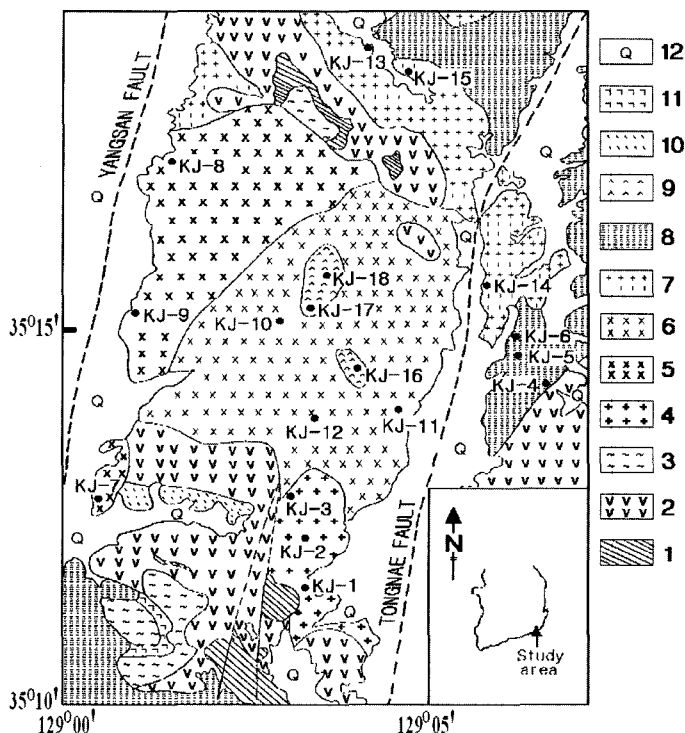 Q
KJ-13
KJ-15
YANGSAN FAULT
KJ-8
Q
Q
Q
KJ-18
KJ-14
KJ-17
35°15'
KJ-9
KJ-10
KJ-6
KJ-5
KJ-16
KJ-4
Q
Q
KJ-11
KJ-12
Q
KJ-7
KJ-3
Q
Q
KJ-2
TONGNAE FAULT
KJ-1
Q
Q
N
Study
area
35°10'
129°00'
129°05'
Q 12
11
10
9
8
7
6
5
4
3
2
1